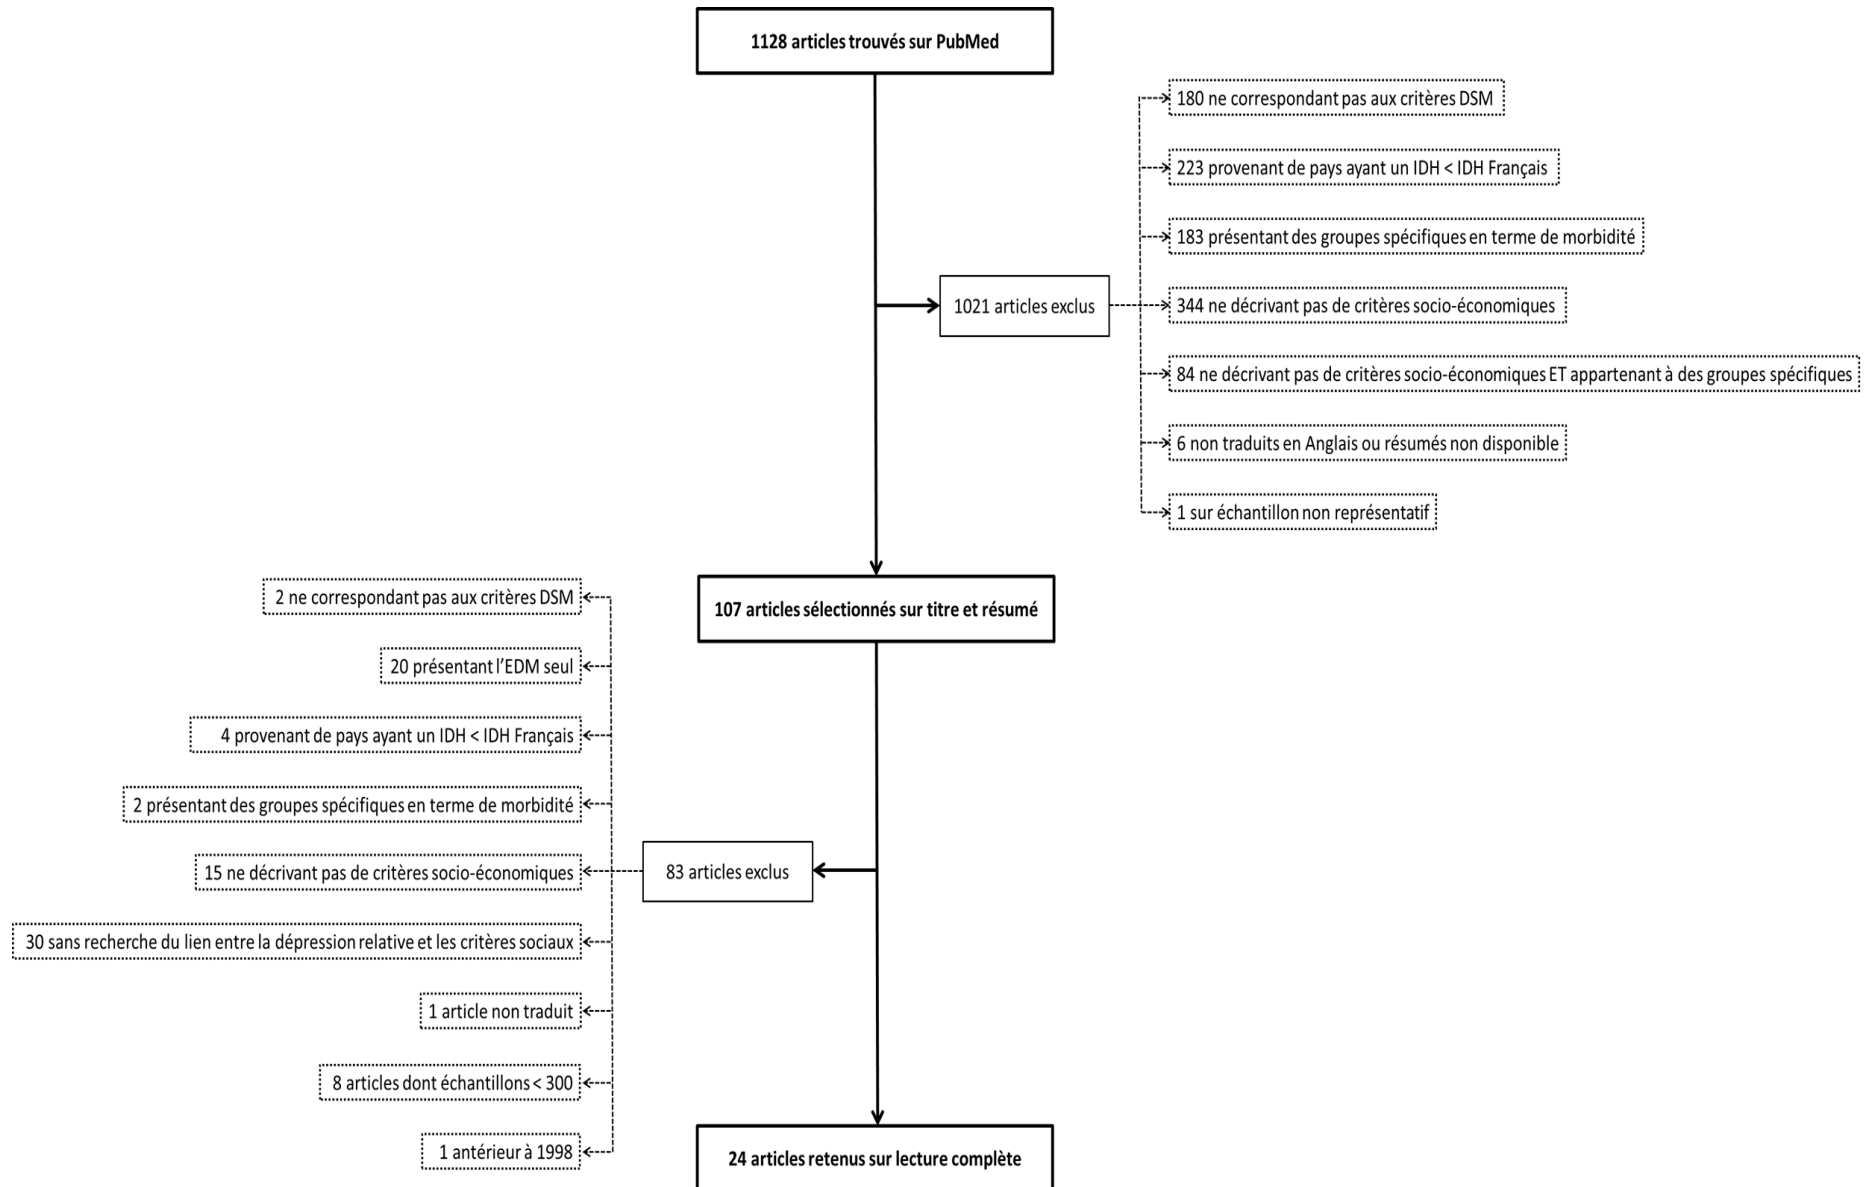 1128 articles trouvés sur PubMed
180 ne correspondant pas aux critères DSM
223 provenant de pays ayant un IDH < IDH Français
183 présentant des groupes spécifiques en terme de morbidité
1021 articles exclus
344 ne décrivant pas de critères socio-économiques
84 ne décrivant pas de critères socio-économiques ET appartenant à des groupes spécifiques
6 non traduits en Anglais ou résumés non disponible
1 sur échantillon non représentatif
107 articles sélectionnés sur titre et résumé
2 ne correspondant pas aux critères DSM
20 présentant l'EDM seul
4 provenant de pays ayant un IDH < IDH Français
2 présentant des groupes spécifiques en terme de morbidité
15 ne décrivant pas de critères socio-économiques
83 articles exclus
30 sans recherche du lien entre la dépression relative et les critères sociaux
1 article non traduit
8 articles dont échantillons < 300
1 antérieur à 1998
24 articles retenus sur lecture complète